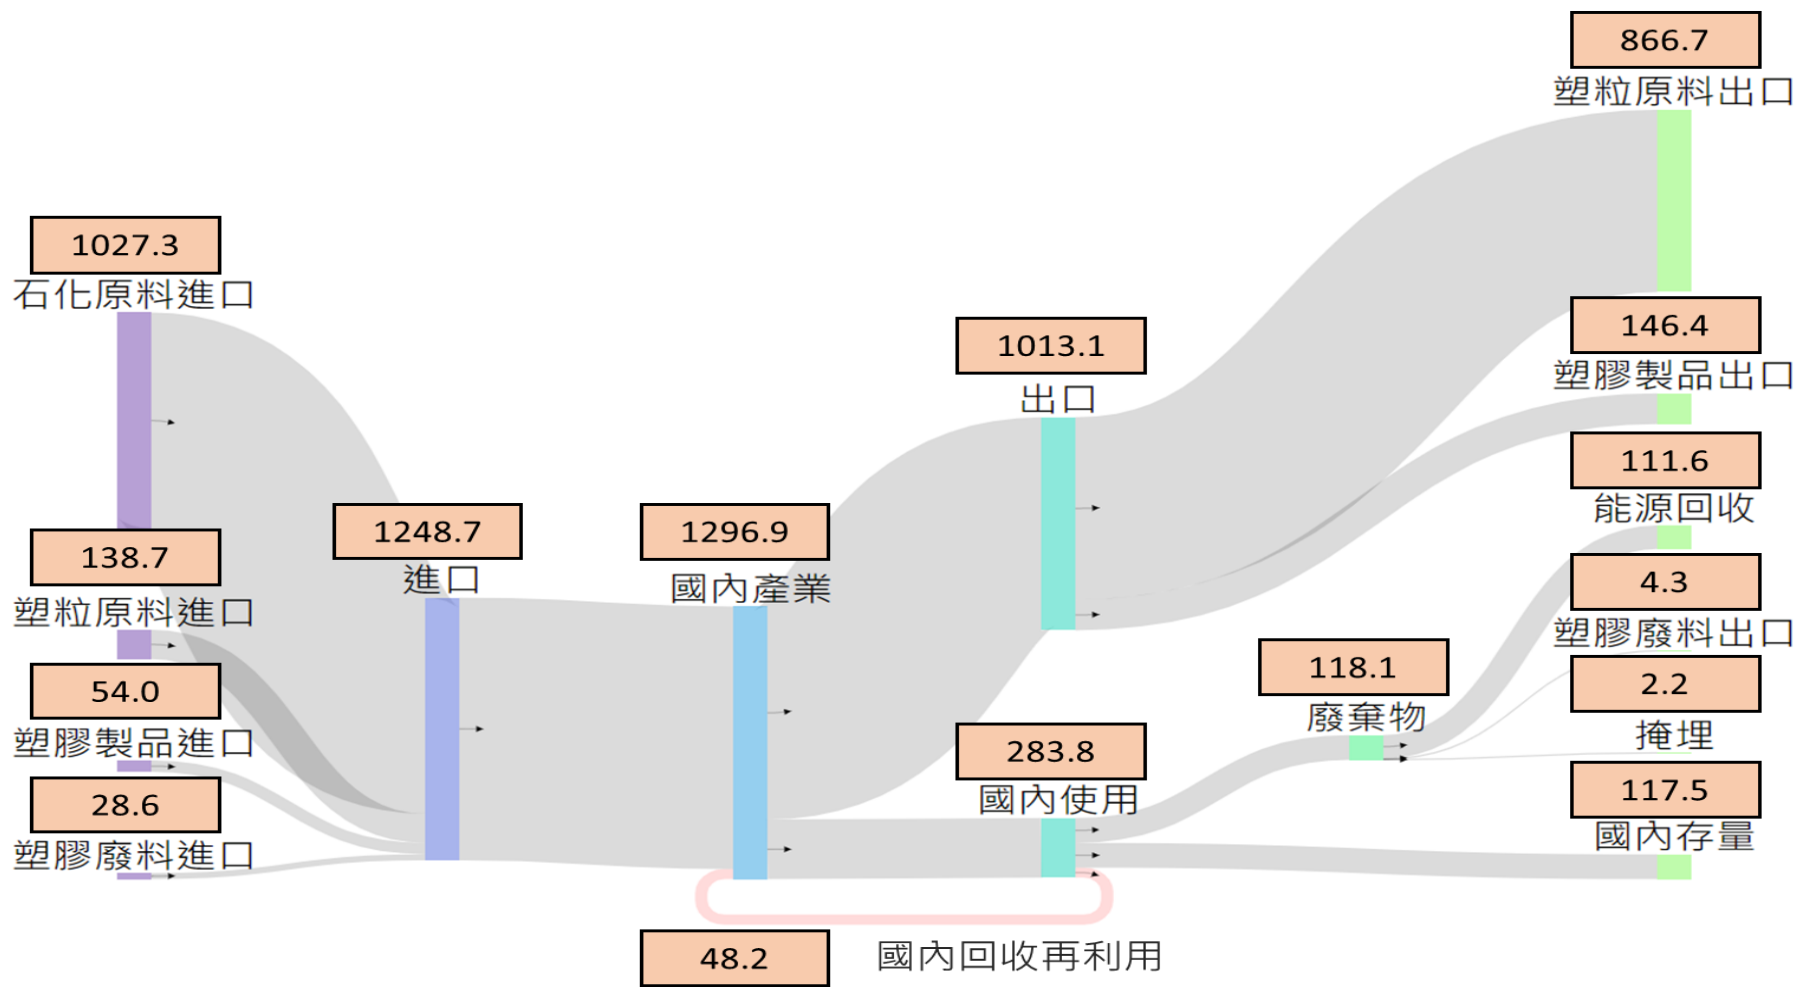 1027.3
石化原料進口
138.7
塑粒原料進口
54.0
塑膠製品進口
28.6
塑膠廢料進口
1248.7
進口
1296.9
國內產業
48.2
國內回收再利用
1013.1
出口
283.8
國內使用
118.1
廢棄物
866.7
塑粒原料出口
146.4
塑膠製品出口
111.6
能源回收
4.3
塑膠廢料出口
2.2
掩埋
117.5
國內存量